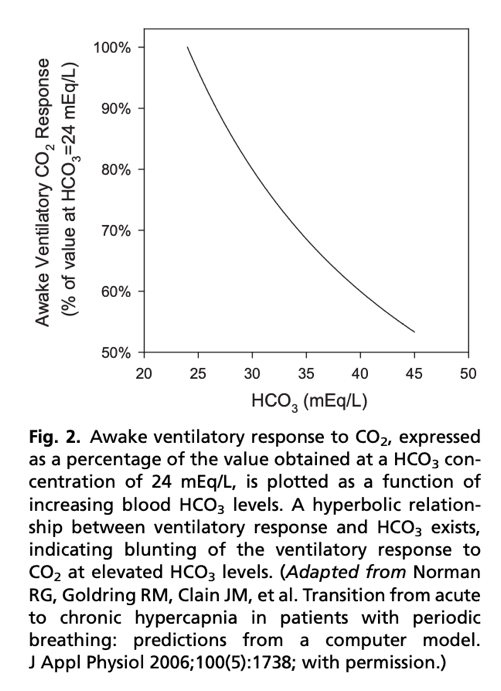 Awake Ventilatory CO2 Response
(% of value at HCO3=24 mEq/L)
100%
90%
80%
70%
60%
50%
20 25 30 35 40 45 50
HCO3 (mEq/L)
Fig. 2. Awake ventilatory response to CO2, expressed
as a percentage of the value obtained at a HCO3 con-
centration of 24 mEq/L, is plotted as a function of
increasing blood HCO3 levels. A hyperbolic relation-
ship between ventilatory response and HCO3 exists,
indicating blunting of the ventilatory response to
CO2 at elevated HCO3 levels. (Adapted from Norman
RG, Goldring RM, Clain JM, et al. Transition from acute
to chronic hypercapnia in patients with periodic
breathing: predictions from a computer model.
J Appl Physiol 2006;100(5):1738; with permission.)